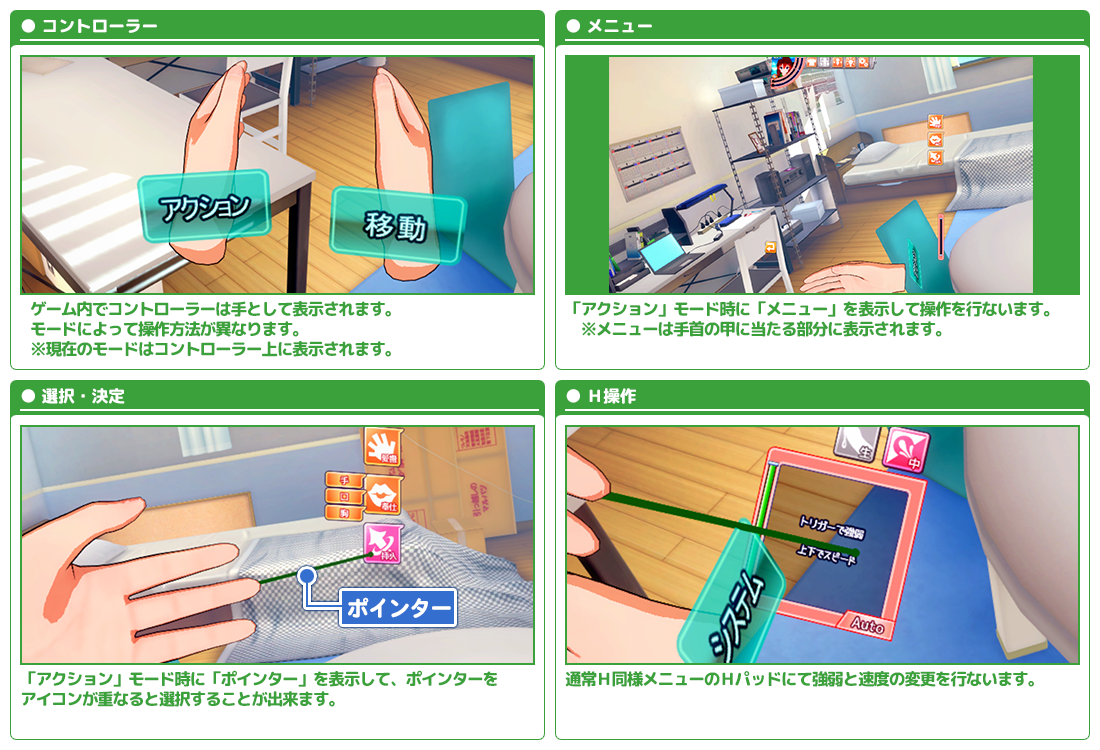 コントローラー
アクション
移動
ゲーム内でコントローラーは手として表示されます。
モードによって操作方法が異なります。
※現在のモードはコントローラー上に表示されます。
メニュー
「アクション」モード時に「メニュー」を表示して操作を行ないます。
※メニューは手首の甲に当たる部分に表示されます。
選択・決定
愛撫
手
口
胸
奉仕
挿入
ポインター
「アクション」モード時に「ポインター」を表示して、ポインターを
アイコンが重なると選択することが出来ます。
H操作
生
中
トリガーで強弱
上下でスピード
システム
Auto
通常H同様メニューのHパッドにて強弱と速度の変更を行ないます。